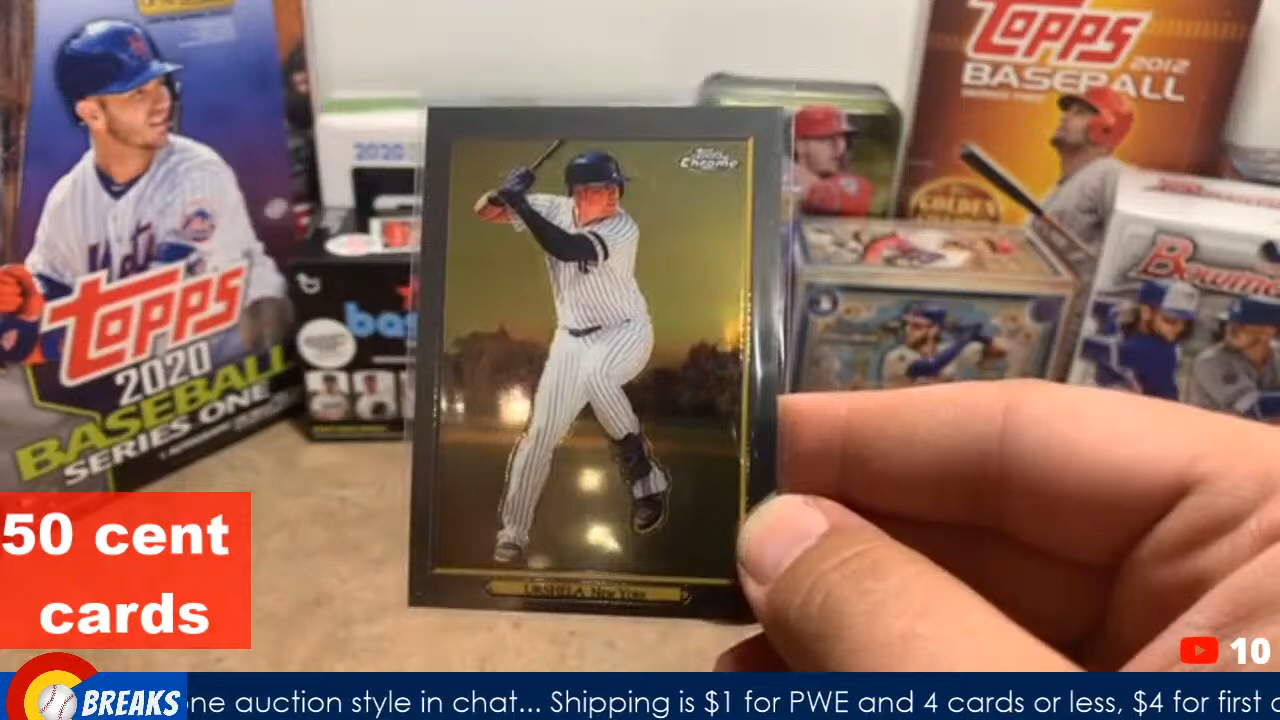 TOPPS
2020
BASEBALL
SERIES ONE
2020
TOPPS
2012
BASEBALL
GOLDEN
Topps
Chrome
URSHELA, NEW YORK
50 cent
cards
BREAKS
ne auction style in chat... Shipping is $1 for PWE and 4 cards or less, $4 for first
10